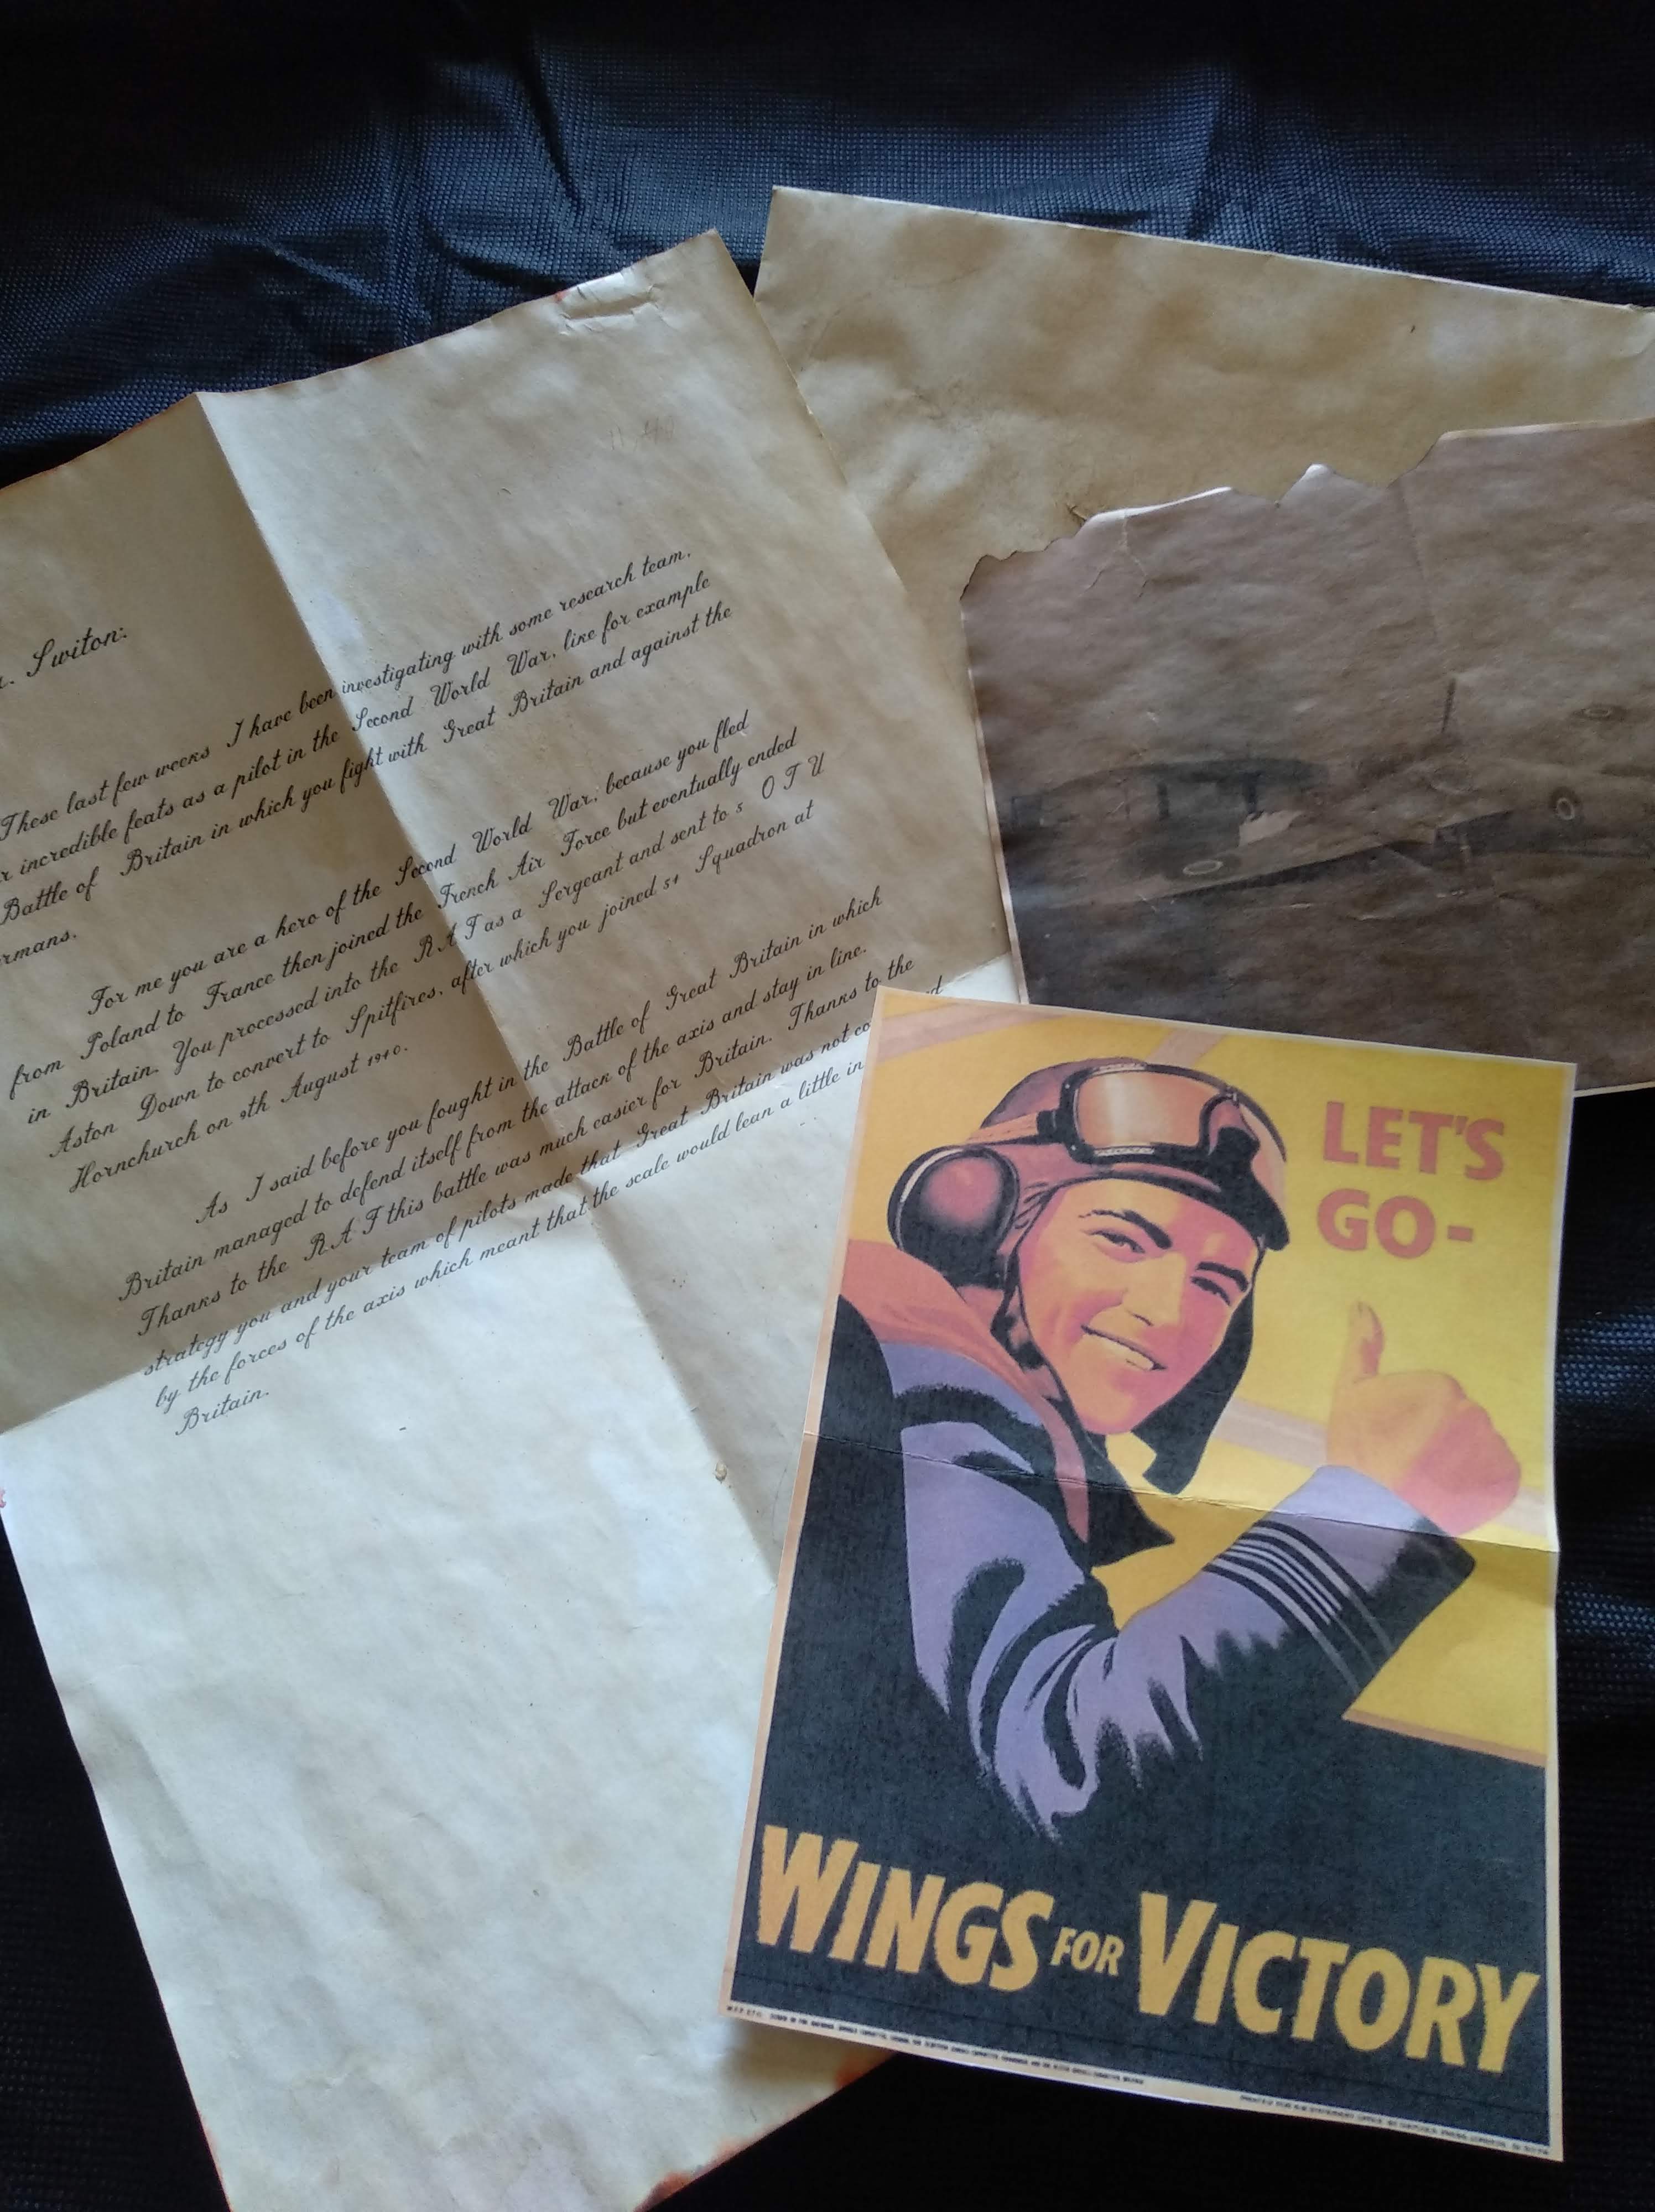 Switon:
These last few weeks I have been investigating with some research team,
incredible feats as a pilot in the Second World War, like for example
Battle of Britain in which you fight with Great Britain and against the
rmans.
For me you are a hero of the Second World War, because you fled
from Poland to France then joined the French Air Force but eventually ended
in Britain. You processed into the R A F as a Sergeant and sent to 5 O T U
Aston Down to convert to Spitfires, after which you joined 54 Squadron at
Hornchurch on 9th August 1940.
As I said before you fought in the Battle of Great Britain in which
Britain managed to defend itself from the attack of the axis and stay in line.
Thanks to the R A F this battle was much easier for Britain. Thanks to the
strategy you and your team of pilots made that Great Britain was not co
by the forces of the axis which meant that the scale would lean a little in
Britain.
LET'S
GO-
WINGS FOR VICTORY